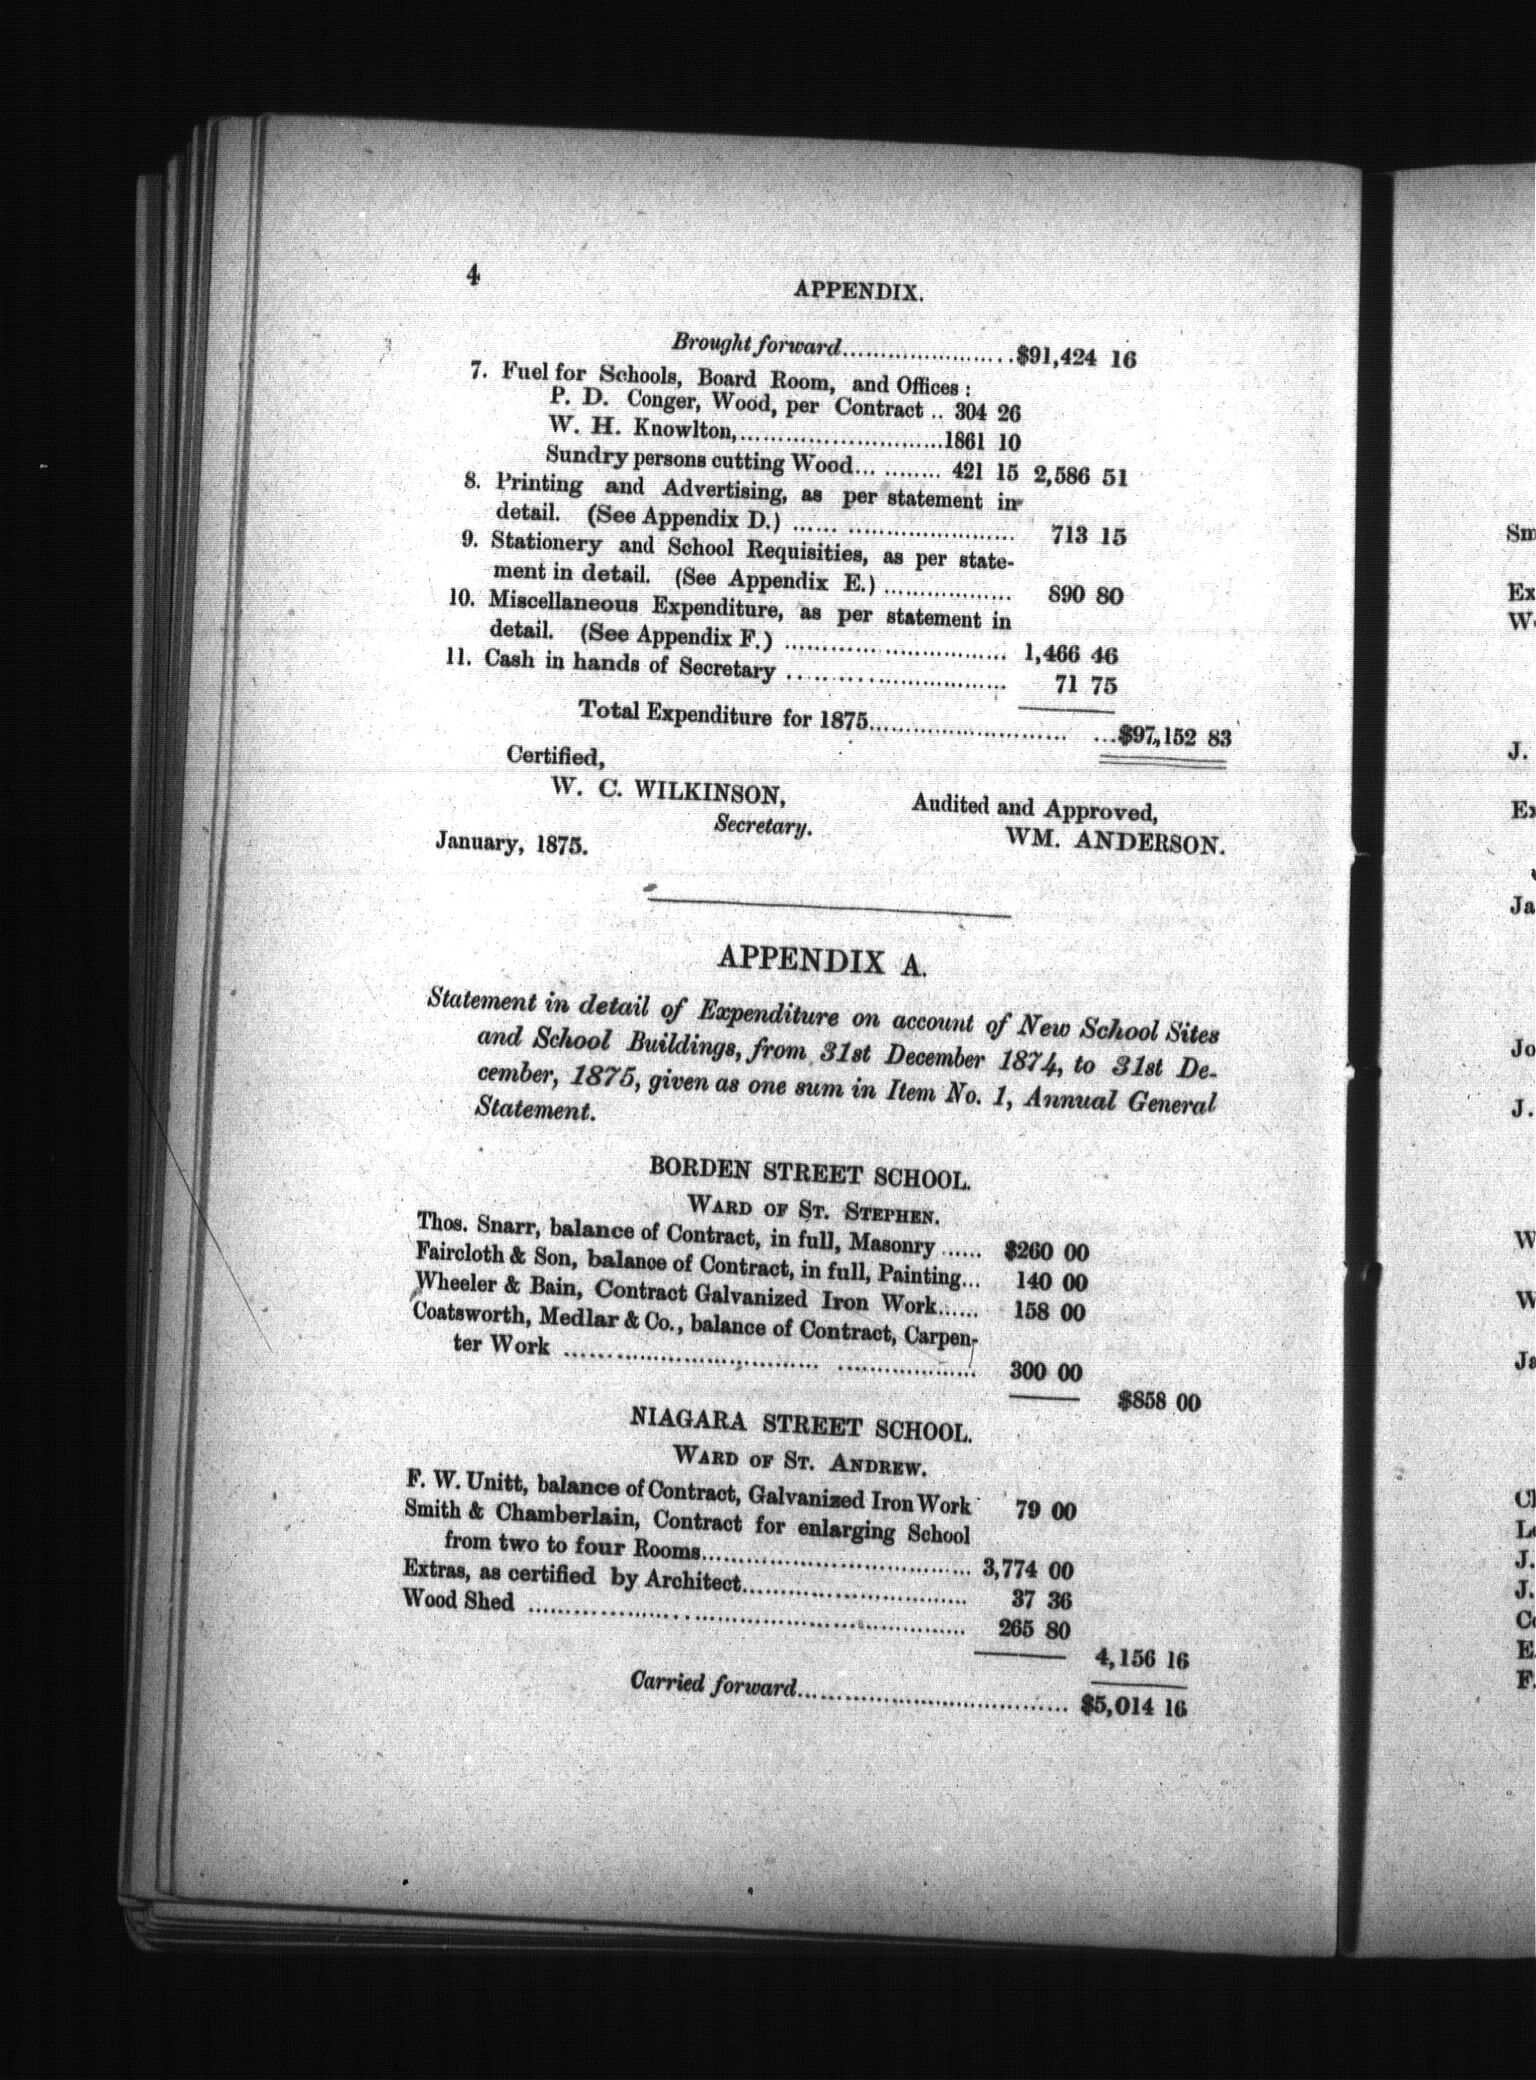 4
APPENDIX.
Brought forward......................$91,424 16
7. Fuel for Schools, Board Room, and Offices :
P. D. Conger, Wood, per Contract .. 304 26
W. H. Knowlton,...........................1861 10
Sundry persons cutting Wood... ........ 421 15 2,586 51
8. Printing and Advertising, as per statement in
detail. (See Appendix D.) ...... ...................... 713 15
9. Stationery and School Requisities, as per state-
ment in detail. (See Appendix E.) ................. 890 80
10. Miscellaneous Expenditure, as per statement in
detail. (See Appendix F.) ............ ................ 1,466 46
11. Cash in hands of Secretary ............................. 71 75
Total Expenditure for 1875.......................... ...$97,152 83
Certified,
W. C. WILKINSON,
Secretary.
Audited and Approved,
WM. ANDERSON.
January, 1875.
APPENDIX A.
Statement in detail of Expenditure on account of New School Sites
and School Buildings, from 31st December 1874, to 31st De-
cember, 1875, given as one sum in Item No. 1, Annual General
Statement.
BORDEN STREET SCHOOL.
WARD OF ST. STEPHEN.
Thos. Snarr, balance of Contract, in full, Masonry ...... $260 00
Faircloth & Son, balance of Contract, in full, Painting... 140 00
Wheeler & Bain, Contract Galvanized Iron Work...... 158 00
Coatsworth, Medlar & Co., balance of Contract, Carpen-
ter Work .................................. .................. 300 00
$858 00
NIAGARA STREET SCHOOL.
WARD OF ST. ANDREW.
F. W. Unitt, balance of Contract, Galvanized Iron Work 79 00
Smith & Chamberlain, Contract for enlarging School
from two to four Rooms.................................... 3,774 00
Extras, as certified by Architect.............................. 37 36
Wood Shed .......................................................... 265 80
4,156 16
Carried forward.................................... $5,014 16
Ex
J.
Ex
Ja
Jo
J.
W
W
Ja
J.
J.
E.
F.